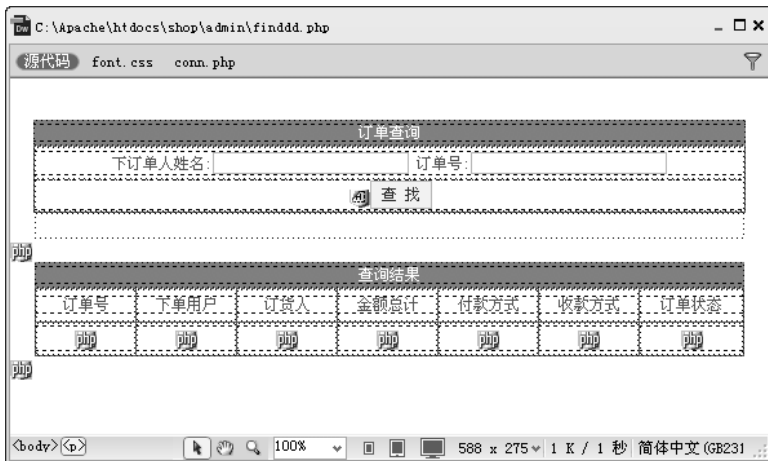 C:\Apache\htdocs\shop\admin\finddd.php
源代码 font.css conn.php
订单查询
下订单人姓名: 订单号:
查 找
php
查询结果
订单号 下单用户 订货人 金额总计 付款方式 收款方式 订单状态
php php php php php php php
php
<body> <p> 100% 588 x 275 1 K / 1 秒 简体中文(GB231